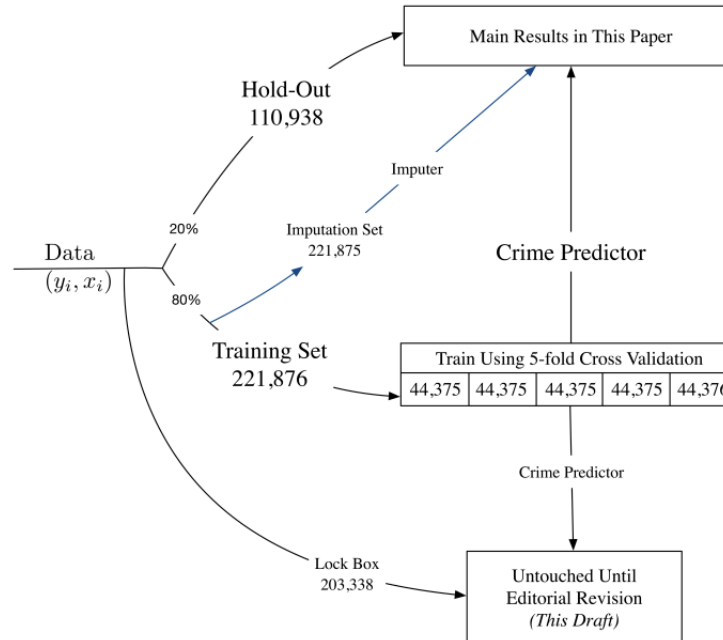 Main Results in This Paper
Hold-Out
110,938
Imputer
20%
Imputation Set
221,875
Data
(y_i, x_i)
Crime Predictor
80%
Training Set
221,876
Train Using 5-fold Cross Validation
44,375 44,375 44,375 44,375 44,376
Crime Predictor
Lock Box
203,338
Untouched Until
Editorial Revision
(This Draft)